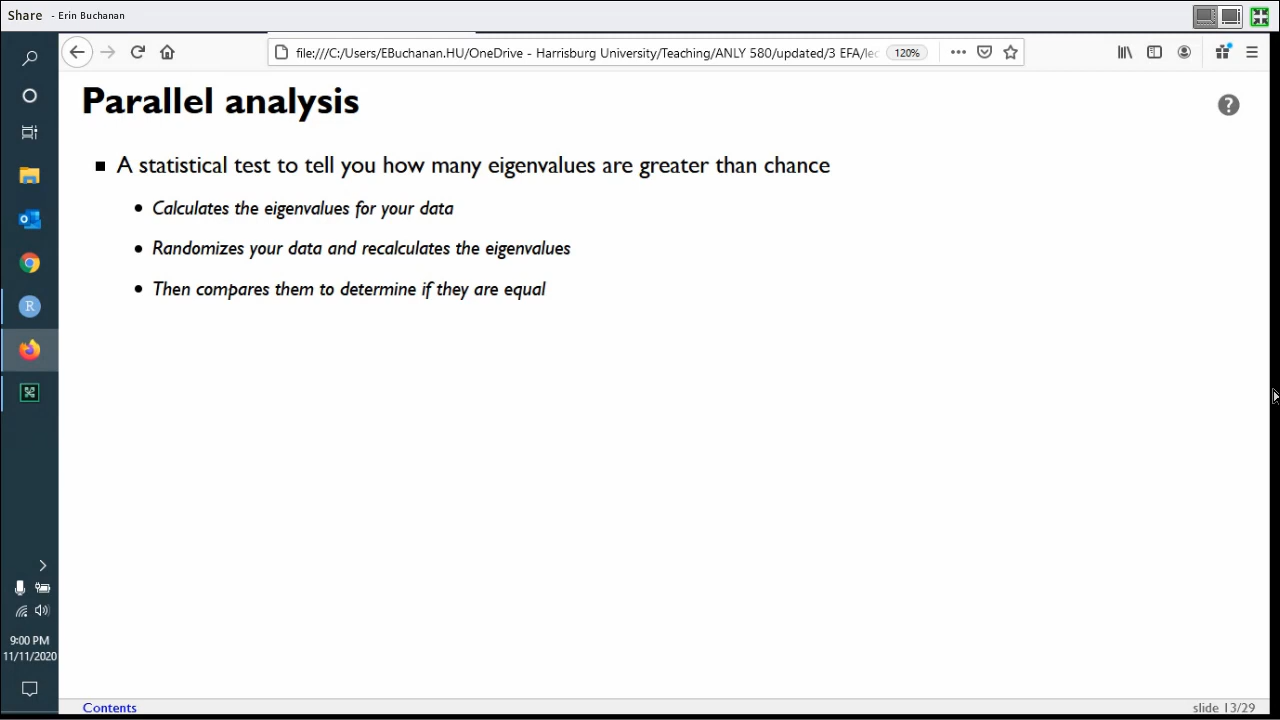 Share - Erin Buchanan
file:///C:/Users/EBuchanan.HU/OneDrive - Harrisburg University/Teaching/ANLY 580/updated/3 EFA/lec
120%
Parallel analysis
?
A statistical test to tell you how many eigenvalues are greater than chance
Calculates the eigenvalues for your data
Randomizes your data and recalculates the eigenvalues
Then compares them to determine if they are equal
R
9:00 PM
11/11/2020
Contents
slide 13/29